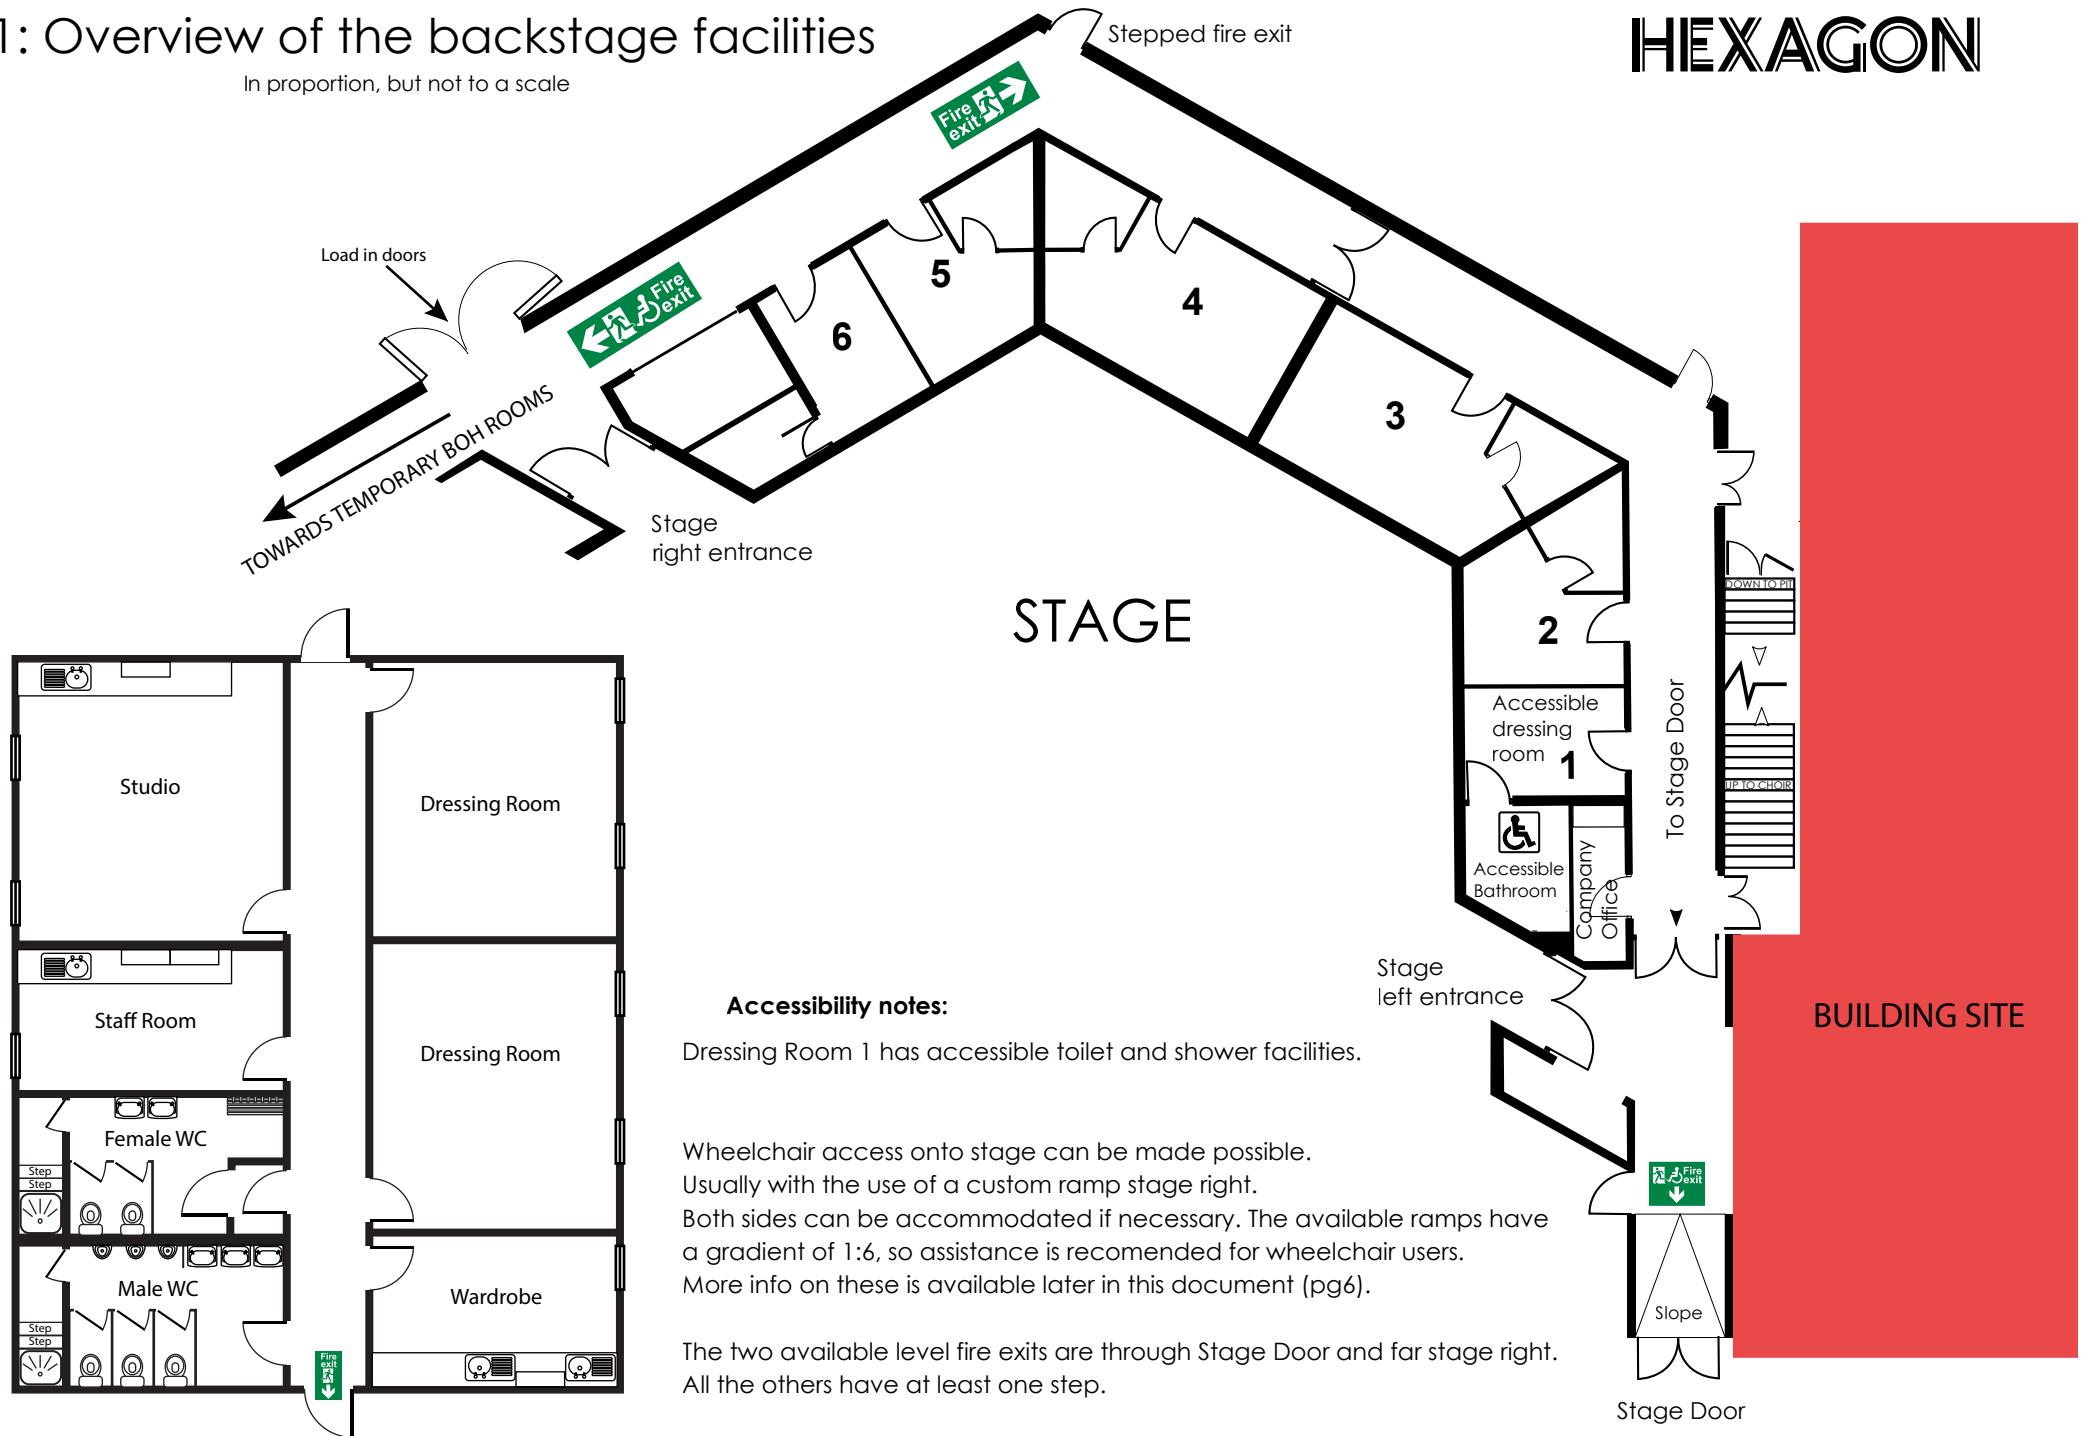 1: Overview of the backstage facilities
In proportion, but not to a scale
HEXAGON
Stepped fire exit
Fire
exit
Load in doors
Fire
exit
TOWARDS TEMPORARY BOH ROOMS
5
6
4
3
2
Stage
right entrance
STAGE
DOWN TO PIT
To Stage Door
UP TO CHOIR
Accessible
dressing
room 1
Accessible
Bathroom
Company
Office
Stage
left entrance
BUILDING SITE
Fire
exit
Slope
Stage Door
Studio
Dressing Room
Staff Room
Dressing Room
Female WC
Step
Step
Male WC
Step
Step
Wardrobe
Fire
exit
Accessibility notes:
Dressing Room 1 has accessible toilet and shower facilities.
Wheelchair access onto stage can be made possible.
Usually with the use of a custom ramp stage right.
Both sides can be accommodated if necessary. The available ramps have
a gradient of 1:6, so assistance is recomended for wheelchair users.
More info on these is available later in this document (pg6).
The two available level fire exits are through Stage Door and far stage right.
All the others have at least one step.